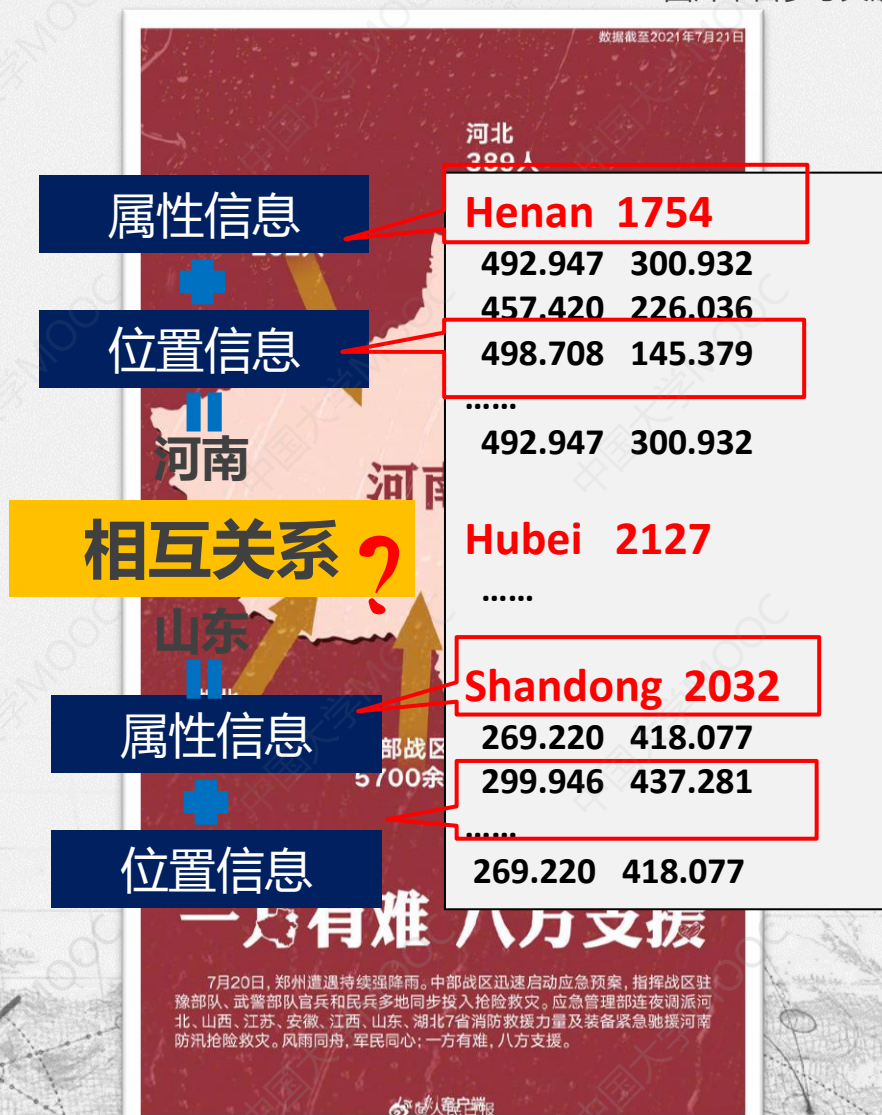 数据截至2021年7月21日
河北
389人
属性信息
Henan 1754
492.947 300.932
457.420 226.036
位置信息
498.708 145.379
……
河南
492.947 300.932
河南
相互关系?
Hubei 2127
……
山东
Shandong 2032
属性信息
269.220 418.077
部战区
5700余
299.946 437.281
……
位置信息
269.220 418.077
一方有难 八方支援
7月20日,郑州遭遇持续强降雨。中部战区迅速启动应急预案,指挥战区驻
豫部队、武警部队官兵和民兵多地同步投入抢险救灾。应急管理部连夜调派河
北、山西、江苏、安徽、江西、山东、湖北7省消防救援力量及装备紧急驰援河南
防汛抢险救灾。风雨同舟,军民同心;一方有难,八方支援。
中国大学MOOC